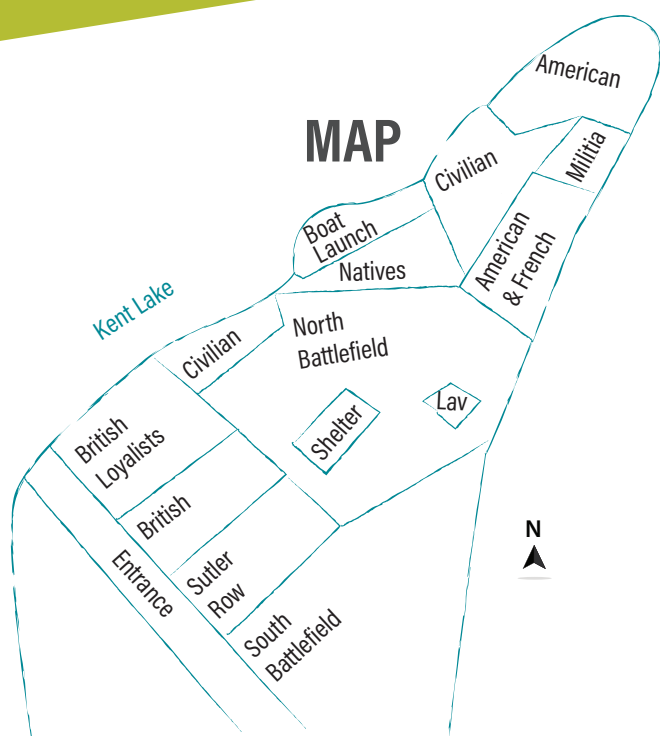 American
MAP
Militia
Civilian
Boat
Launch
American
& French
Natives
Kent Lake
North
Battlefield
Civilian
Lav
Shelter
British
Loyalists
British
N
Entrance
Sutler
Row
South
Battlefield